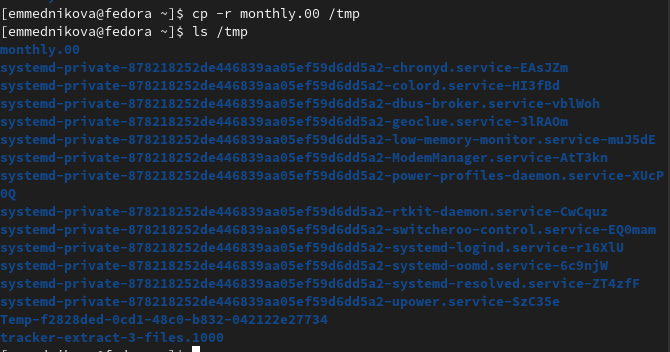 [emmednikova@fedora ~]$ cp -r monthly.00 /tmp
[emmednikova@fedora ~]$ ls /tmp
monthly.00
systemd-private-878218252de446839aa05ef59d6dd5a2-chronyd.service-EAsJZm
systemd-private-878218252de446839aa05ef59d6dd5a2-colord.service-HI3fBd
systemd-private-878218252de446839aa05ef59d6dd5a2-dbus-broker.service-vblWoh
systemd-private-878218252de446839aa05ef59d6dd5a2-geoclue.service-3lRAOm
systemd-private-878218252de446839aa05ef59d6dd5a2-low-memory-monitor.service-muJ5dE
systemd-private-878218252de446839aa05ef59d6dd5a2-ModemManager.service-AtT3kn
systemd-private-878218252de446839aa05ef59d6dd5a2-power-profiles-daemon.service-XUcP
0Q
systemd-private-878218252de446839aa05ef59d6dd5a2-rtkit-daemon.service-CwCquz
systemd-private-878218252de446839aa05ef59d6dd5a2-switcheroo-control.service-EQ0mam
systemd-private-878218252de446839aa05ef59d6dd5a2-systemd-logind.service-r16XlU
systemd-private-878218252de446839aa05ef59d6dd5a2-systemd-oomd.service-6c9njW
systemd-private-878218252de446839aa05ef59d6dd5a2-systemd-resolved.service-ZT4zfF
systemd-private-878218252de446839aa05ef59d6dd5a2-upower.service-SzC35e
Temp-f2828ded-0cd1-48c0-b832-042122e27734
tracker-extract-3-files.1000